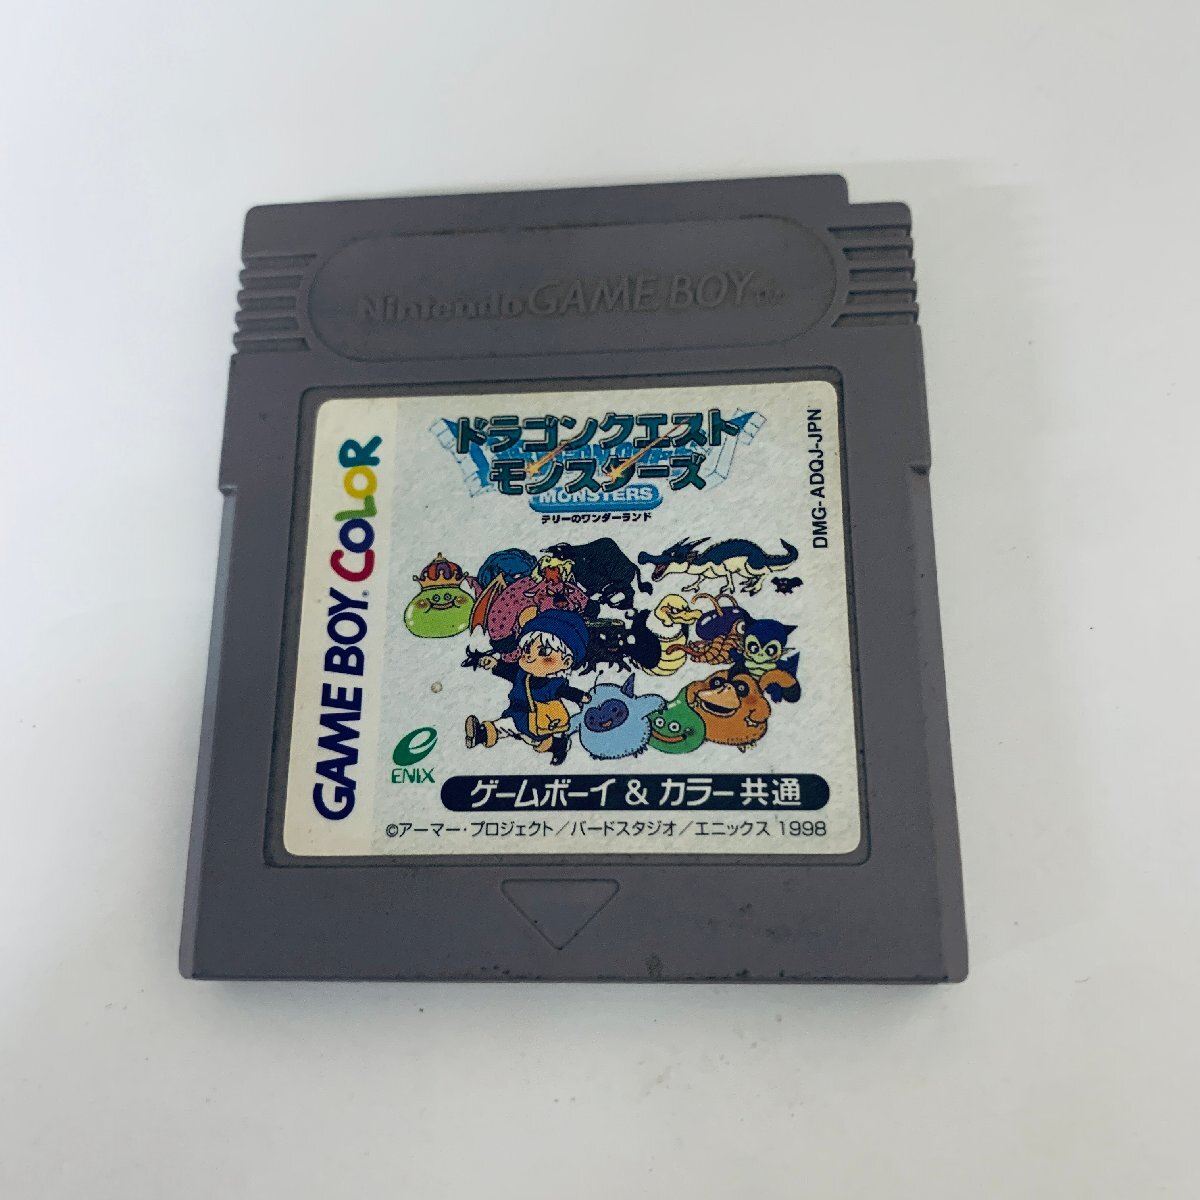 Nintendo GAME BOY TM
GAME BOY COLOR
ドラゴンクエスト
モンスターズ
MONSTERS
テリーのワンダーランド
DMG-ADQJ-JPN
ENIX
ゲームボーイ & カラー共通
©アーマー・プロジェクト/バードスタジオ/エニックス 1998